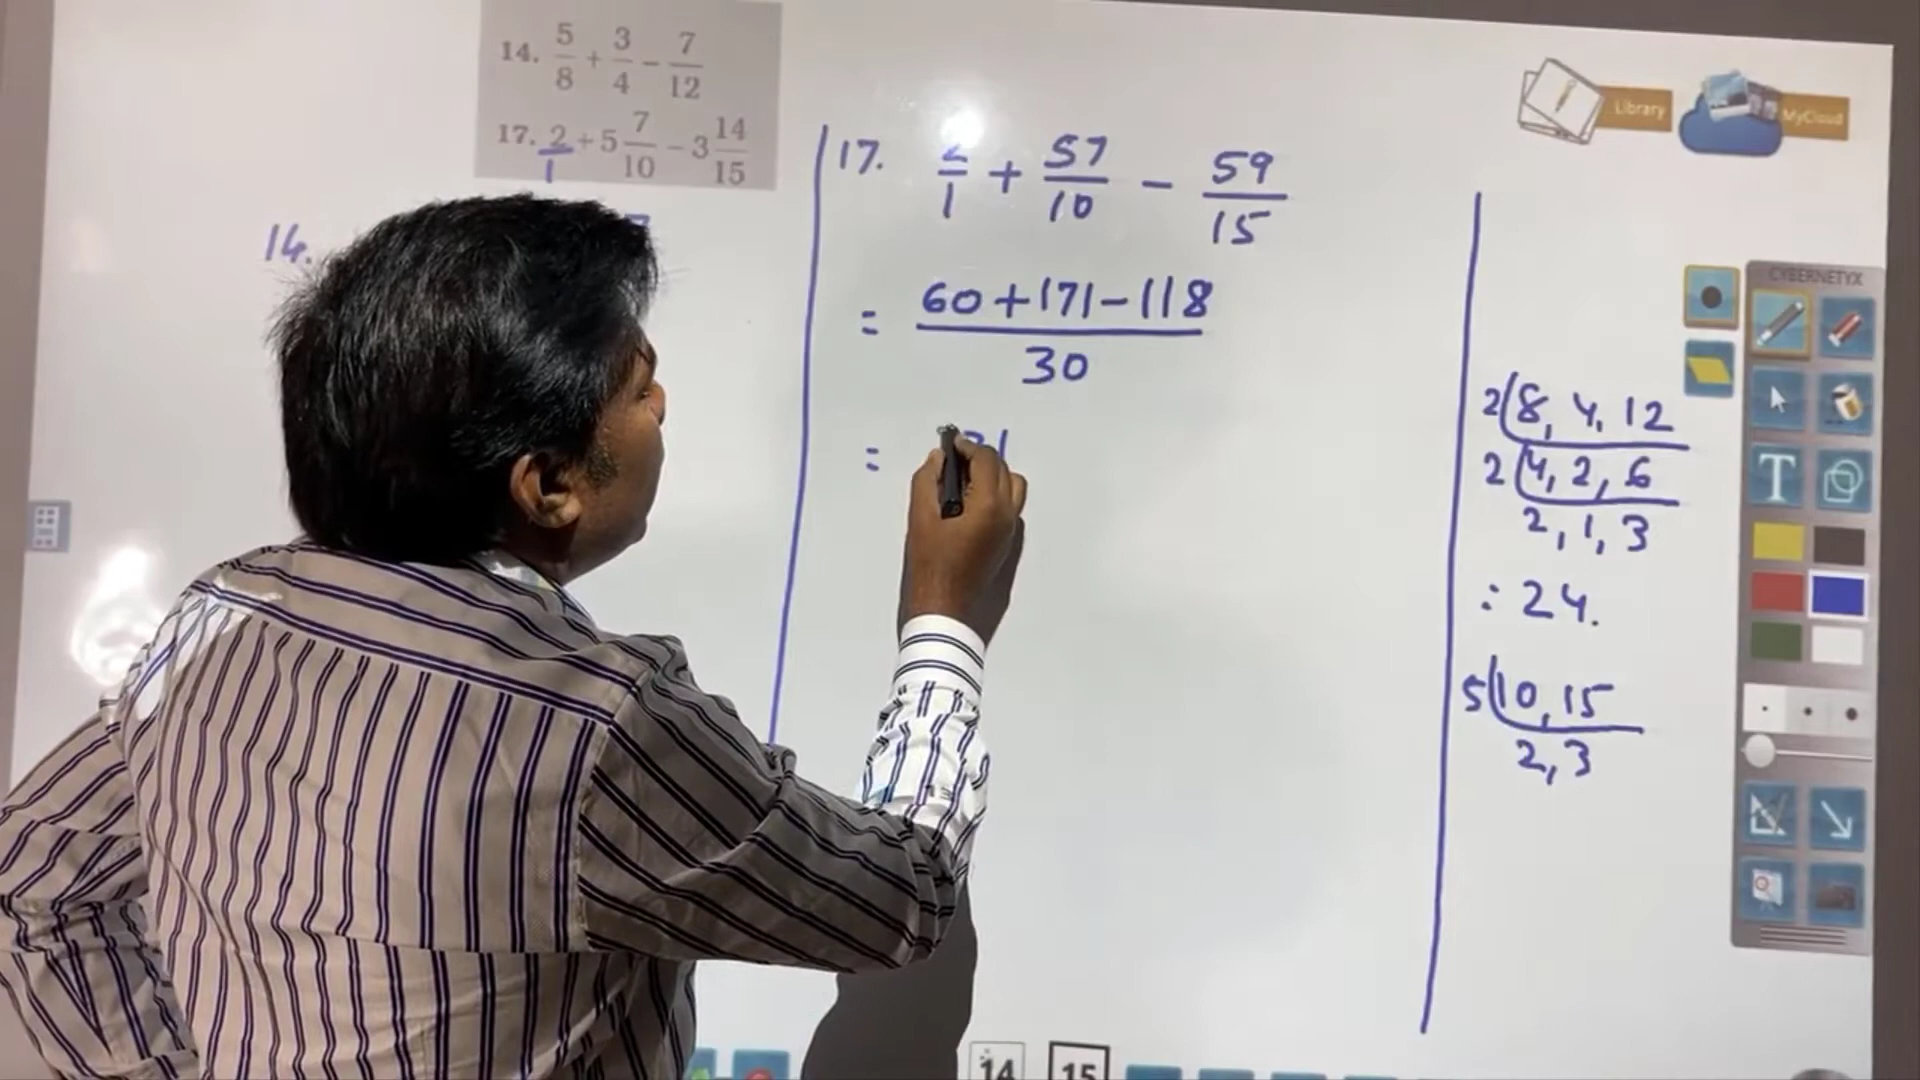 14. 5/8 + 3/4 - 7/12
17. 2/1 + 5 7/10 - 3 14/15
14.
17. 2/1 + 57/10 - 59/15
= 60+171-118/30
=
2(8, 4, 12
2(4, 2, 6
2, 1, 3
: 24.
5(10, 15
2, 3
Library
MyCloud
CYBERNETYX
T
14
15